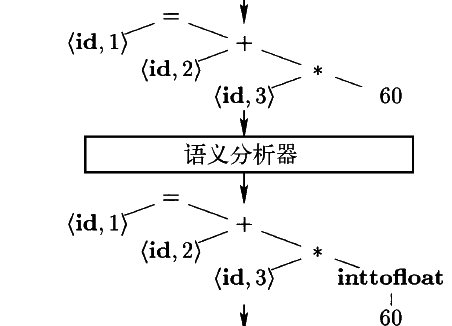 =
⟨id, 1⟩
+
⟨id, 2⟩
*
⟨id, 3⟩
60
语义分析器
=
⟨id, 1⟩
+
⟨id, 2⟩
*
⟨id, 3⟩
inttofloat
60